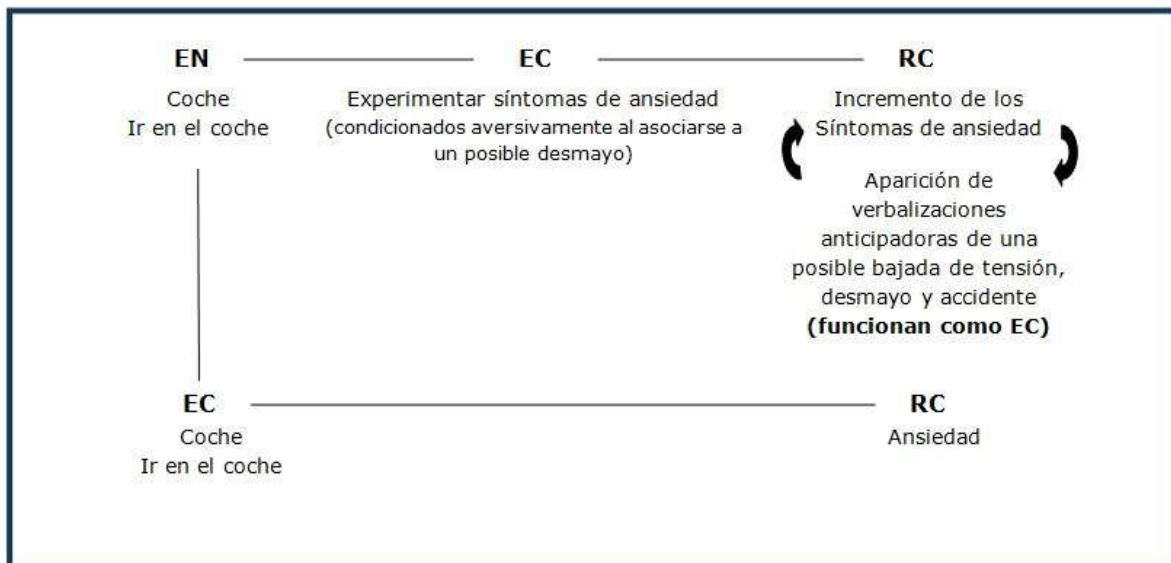 EN
EC
RC
Coche
Ir en el coche
Experimentar síntomas de ansiedad
(condicionados aversivamente al asociarse a
un posible desmayo)
Incremento de los
Síntomas de ansiedad
Aparición de
verbalizaciones
anticipadoras de una
posible bajada de tensión,
desmayo y accidente
(funcionan como EC)
EC
RC
Coche
Ir en el coche
Ansiedad